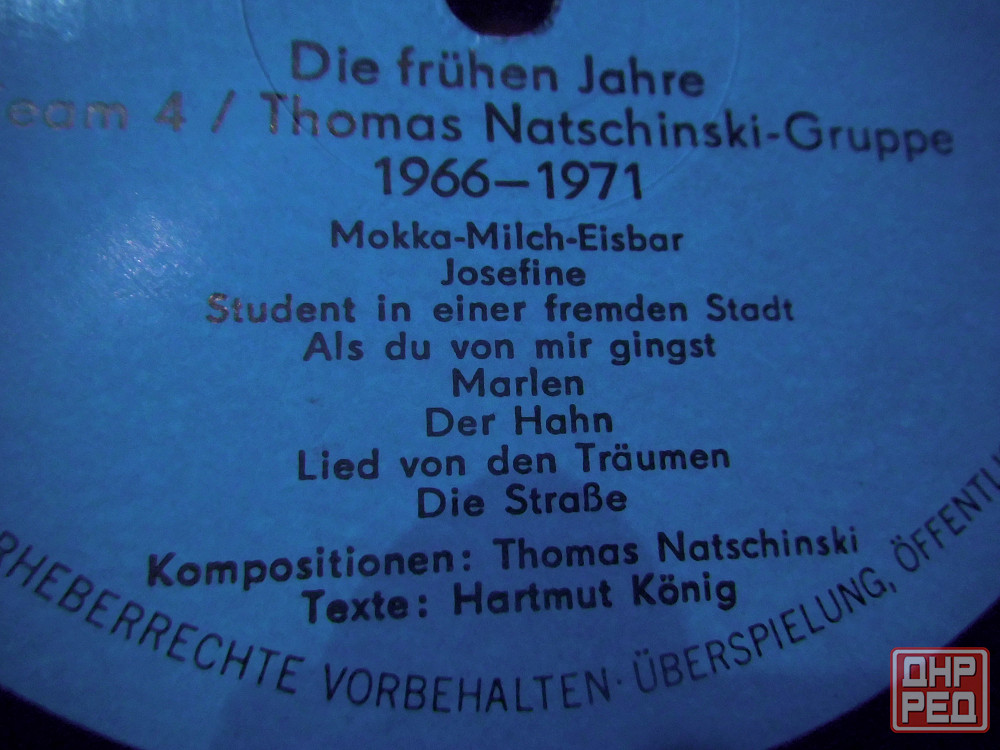 Die frühen Jahre
Team 4 / Thomas Natschinski-Gruppe
1966–1971
Mokka-Milch-Eisbar
Josefine
Student in einer fremden Stadt
Als du von mir gingst
Marlen
Der Hahn
Lied von den Träumen
Die Straße
Kompositionen: Thomas Natschinski
Texte: Hartmut König
RHEBERRECHTE VORBEHALTEN · ÜBERSPIELUNG, ÖFFENTLI
ДНР
РЕД